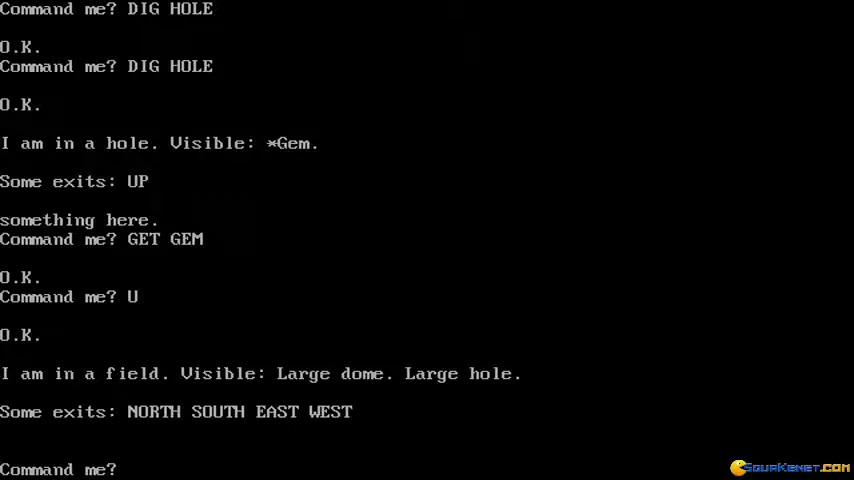 Command me? DIG HOLE
O.K.
Command me? DIG HOLE
O.K.
I am in a hole. Visible: *Gem.
Some exits: UP
something here.
Command me? GET GEM
O.K.
Command me? U
O.K.
I am in a field. Visible: Large dome. Large hole.
Some exits: NORTH SOUTH EAST WEST
Command me?
SquaKenet.com